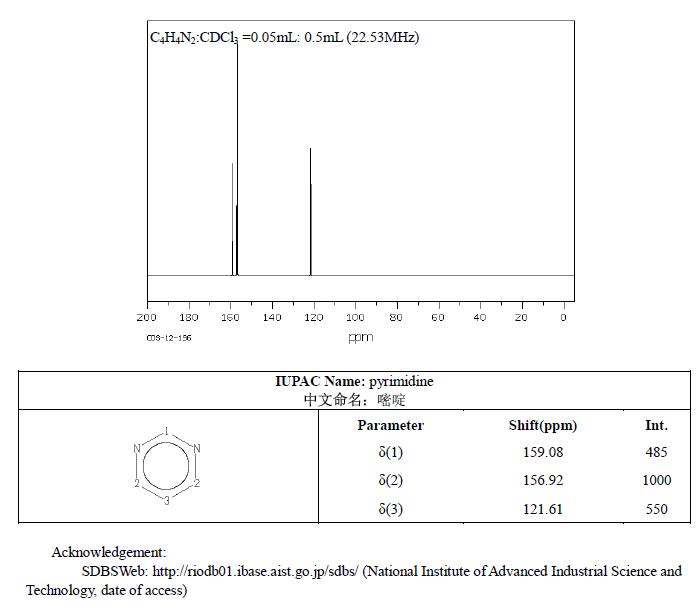 C₄H₄N₂:CDCl₃ =0.05mL: 0.5mL (22.53MHz)
200 180 160 140 120 100 80 60 40 20 0
CDS-12-196 ppm
IUPAC Name: pyrimidine
中文命名：嘧啶
Parameter Shift(ppm) Int.
δ(1) 159.08 485
δ(2) 156.92 1000
δ(3) 121.61 550
1
N N
2 2
3
Acknowledgement:
SDBSWeb: http://riodb01.ibase.aist.go.jp/sdbs/ (National Institute of Advanced Industrial Science and
Technology, date of access)